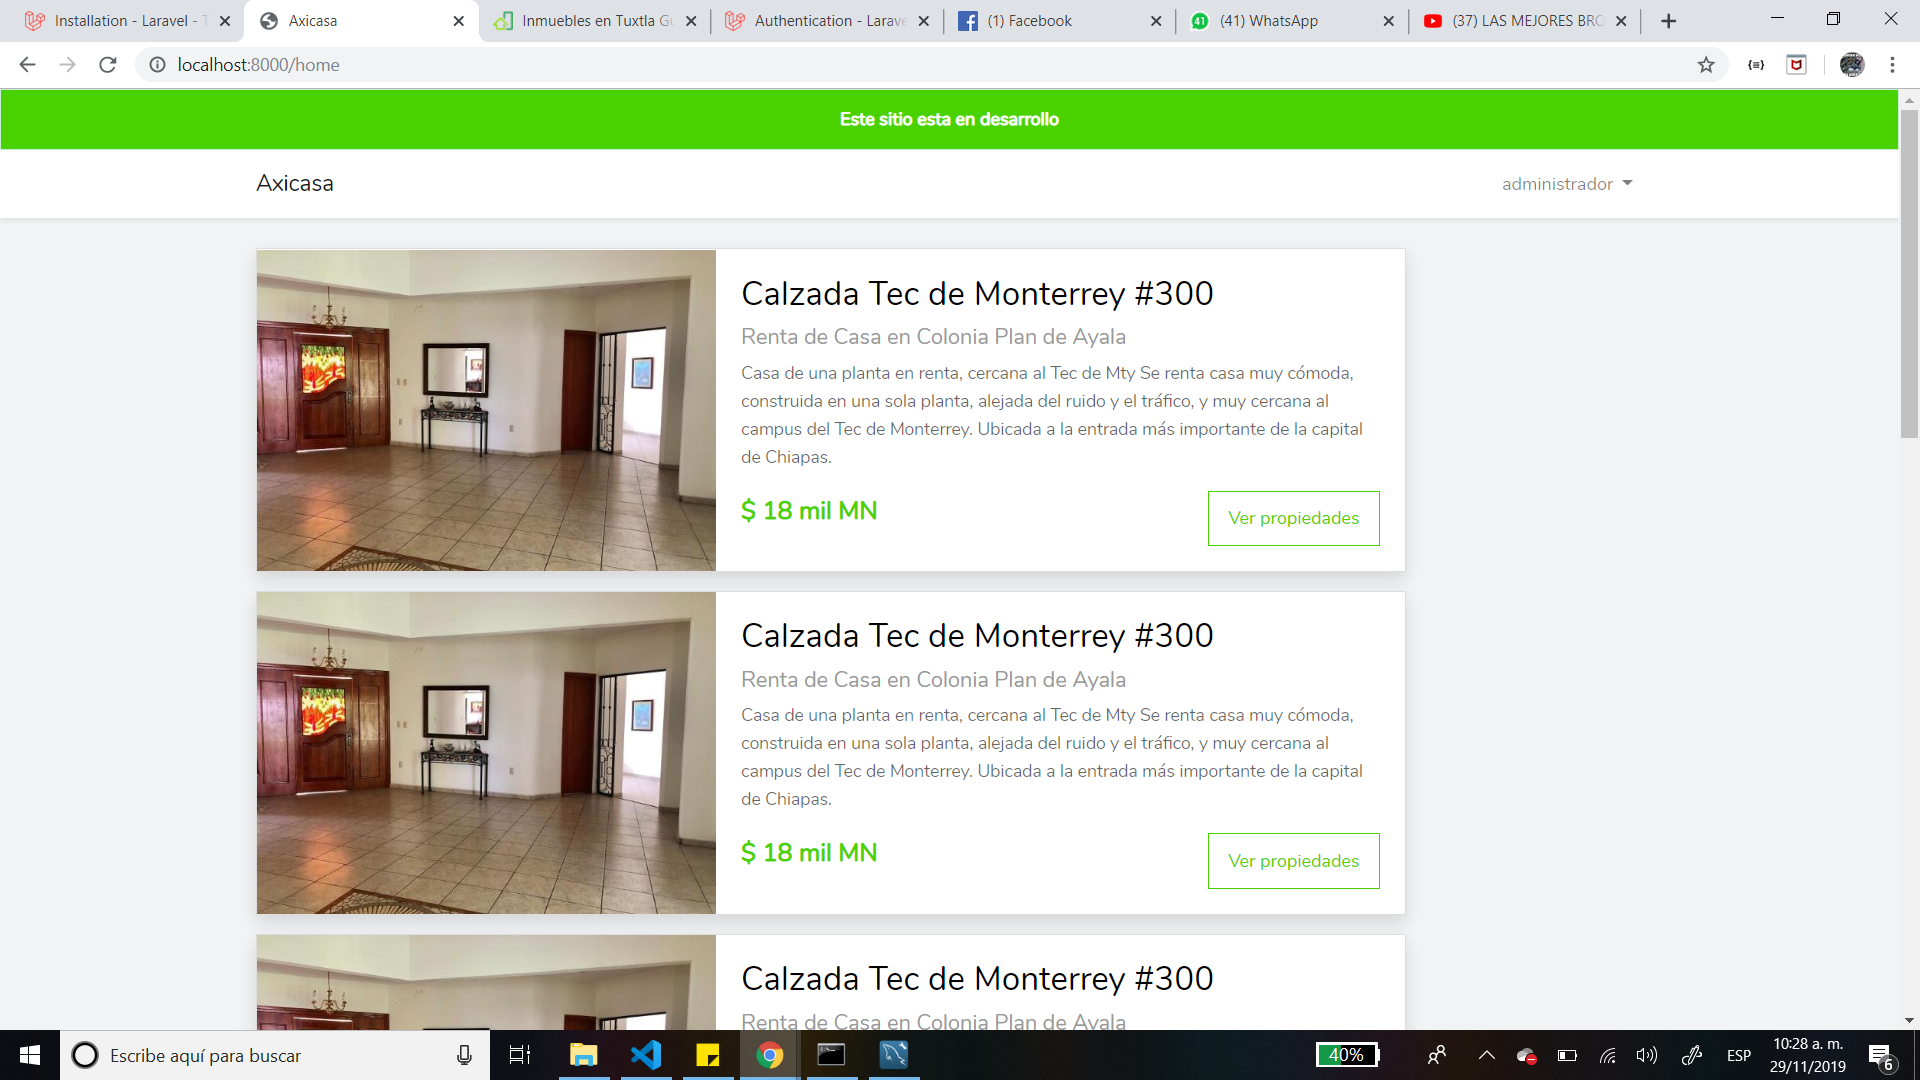 Installation - Laravel - T
Axicasa
Inmuebles en Tuxtla Gu
Authentication - Larave
(1) Facebook
(41) WhatsApp
(37) LAS MEJORES BRO
localhost:8000/home
Este sitio esta en desarrollo
Axicasa
administrador
Calzada Tec de Monterrey #300
Renta de Casa en Colonia Plan de Ayala
Casa de una planta en renta, cercana al Tec de Mty Se renta casa muy cómoda,
construida en una sola planta, alejada del ruido y el tráfico, y muy cercana al
campus del Tec de Monterrey. Ubicada a la entrada más importante de la capital
de Chiapas.
$ 18 mil MN
Ver propiedades
Calzada Tec de Monterrey #300
Renta de Casa en Colonia Plan de Ayala
Casa de una planta en renta, cercana al Tec de Mty Se renta casa muy cómoda,
construida en una sola planta, alejada del ruido y el tráfico, y muy cercana al
campus del Tec de Monterrey. Ubicada a la entrada más importante de la capital
de Chiapas.
$ 18 mil MN
Ver propiedades
Calzada Tec de Monterrey #300
Renta de Casa en Colonia Plan de Ayala
Escribe aquí para buscar
40%
ESP
10:28 a. m.
29/11/2019
6